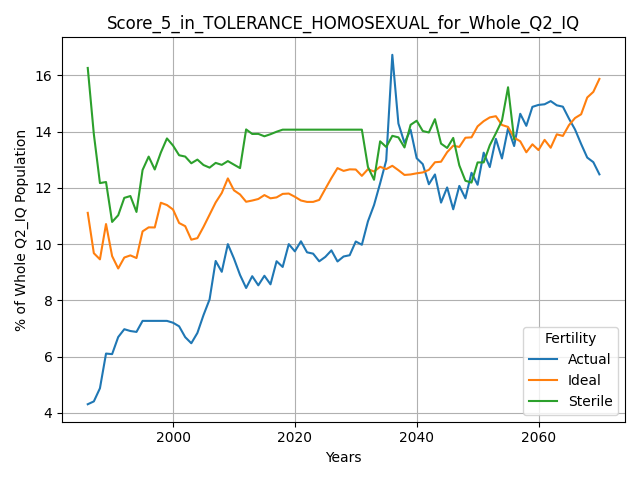 Score_5_in_TOLERANCE_HOMOSEXUAL_for_Whole_Q2_IQ
16
14
12
10
8
6
4
% of Whole Q2_IQ Population
2000 2020 2040 2060
Years
Fertility
Actual
Ideal
Sterile